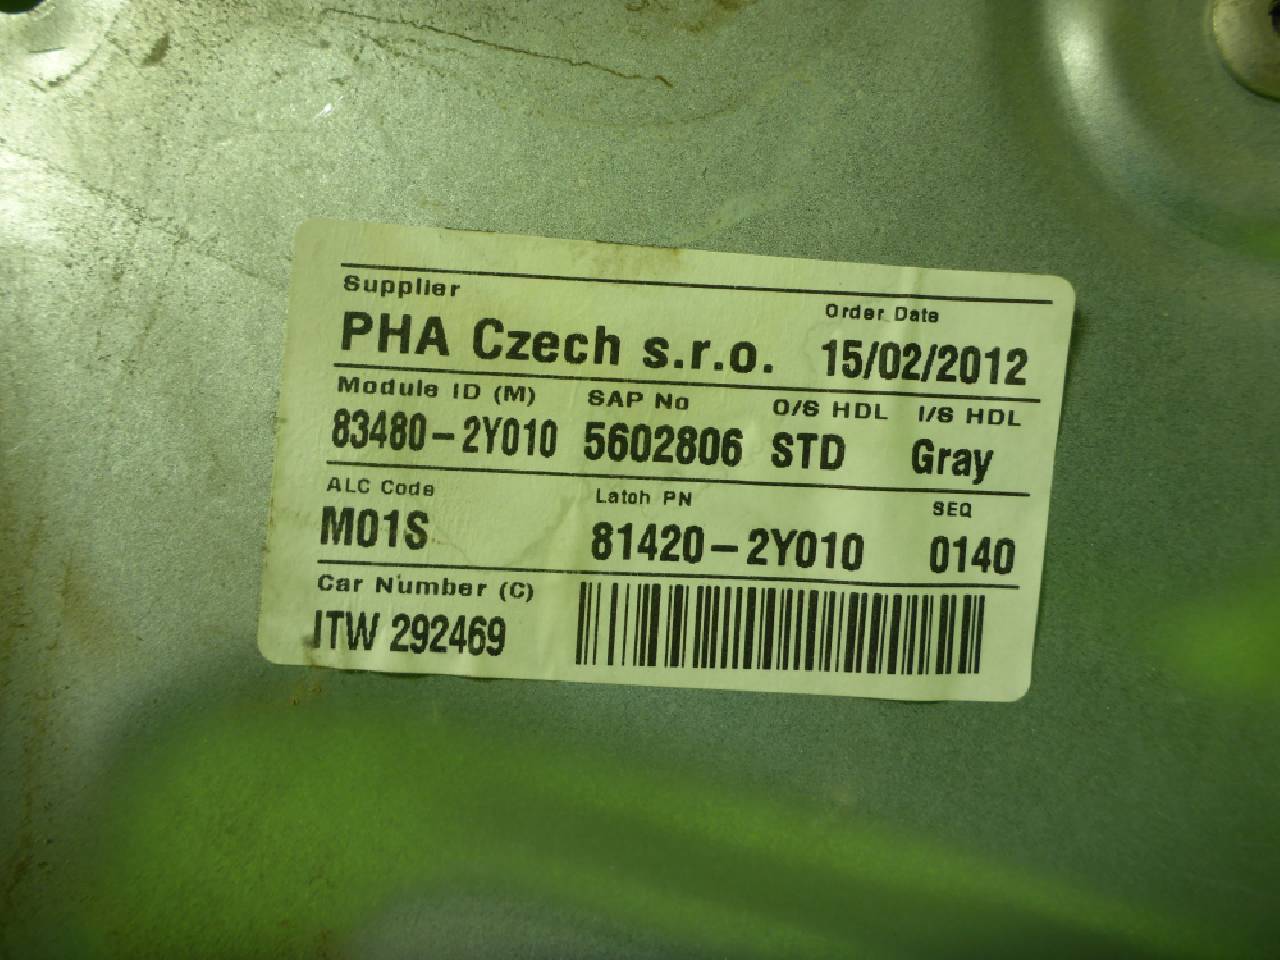 Supplier
Order Date
PHA Czech s.r.o. 15/02/2012
Module ID (M) SAP No O/S HDL I/S HDL
83480-2Y010 5602806 STD Gray
ALC Code Latch PN SEQ
M01S 81420-2Y010 0140
Car Number (C)
ITW 292469